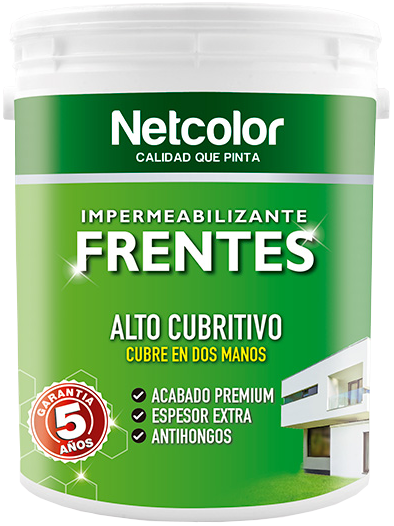 Netcolor
CALIDAD QUE PINTA
IMPERMEABILIZANTE
FRENTES
ALTO CUBRITIVO
CUBRE EN DOS MANOS
ACABADO PREMIUM
ESPESOR EXTRA
ANTIHONGOS
GARANTIA
5
AÑOS